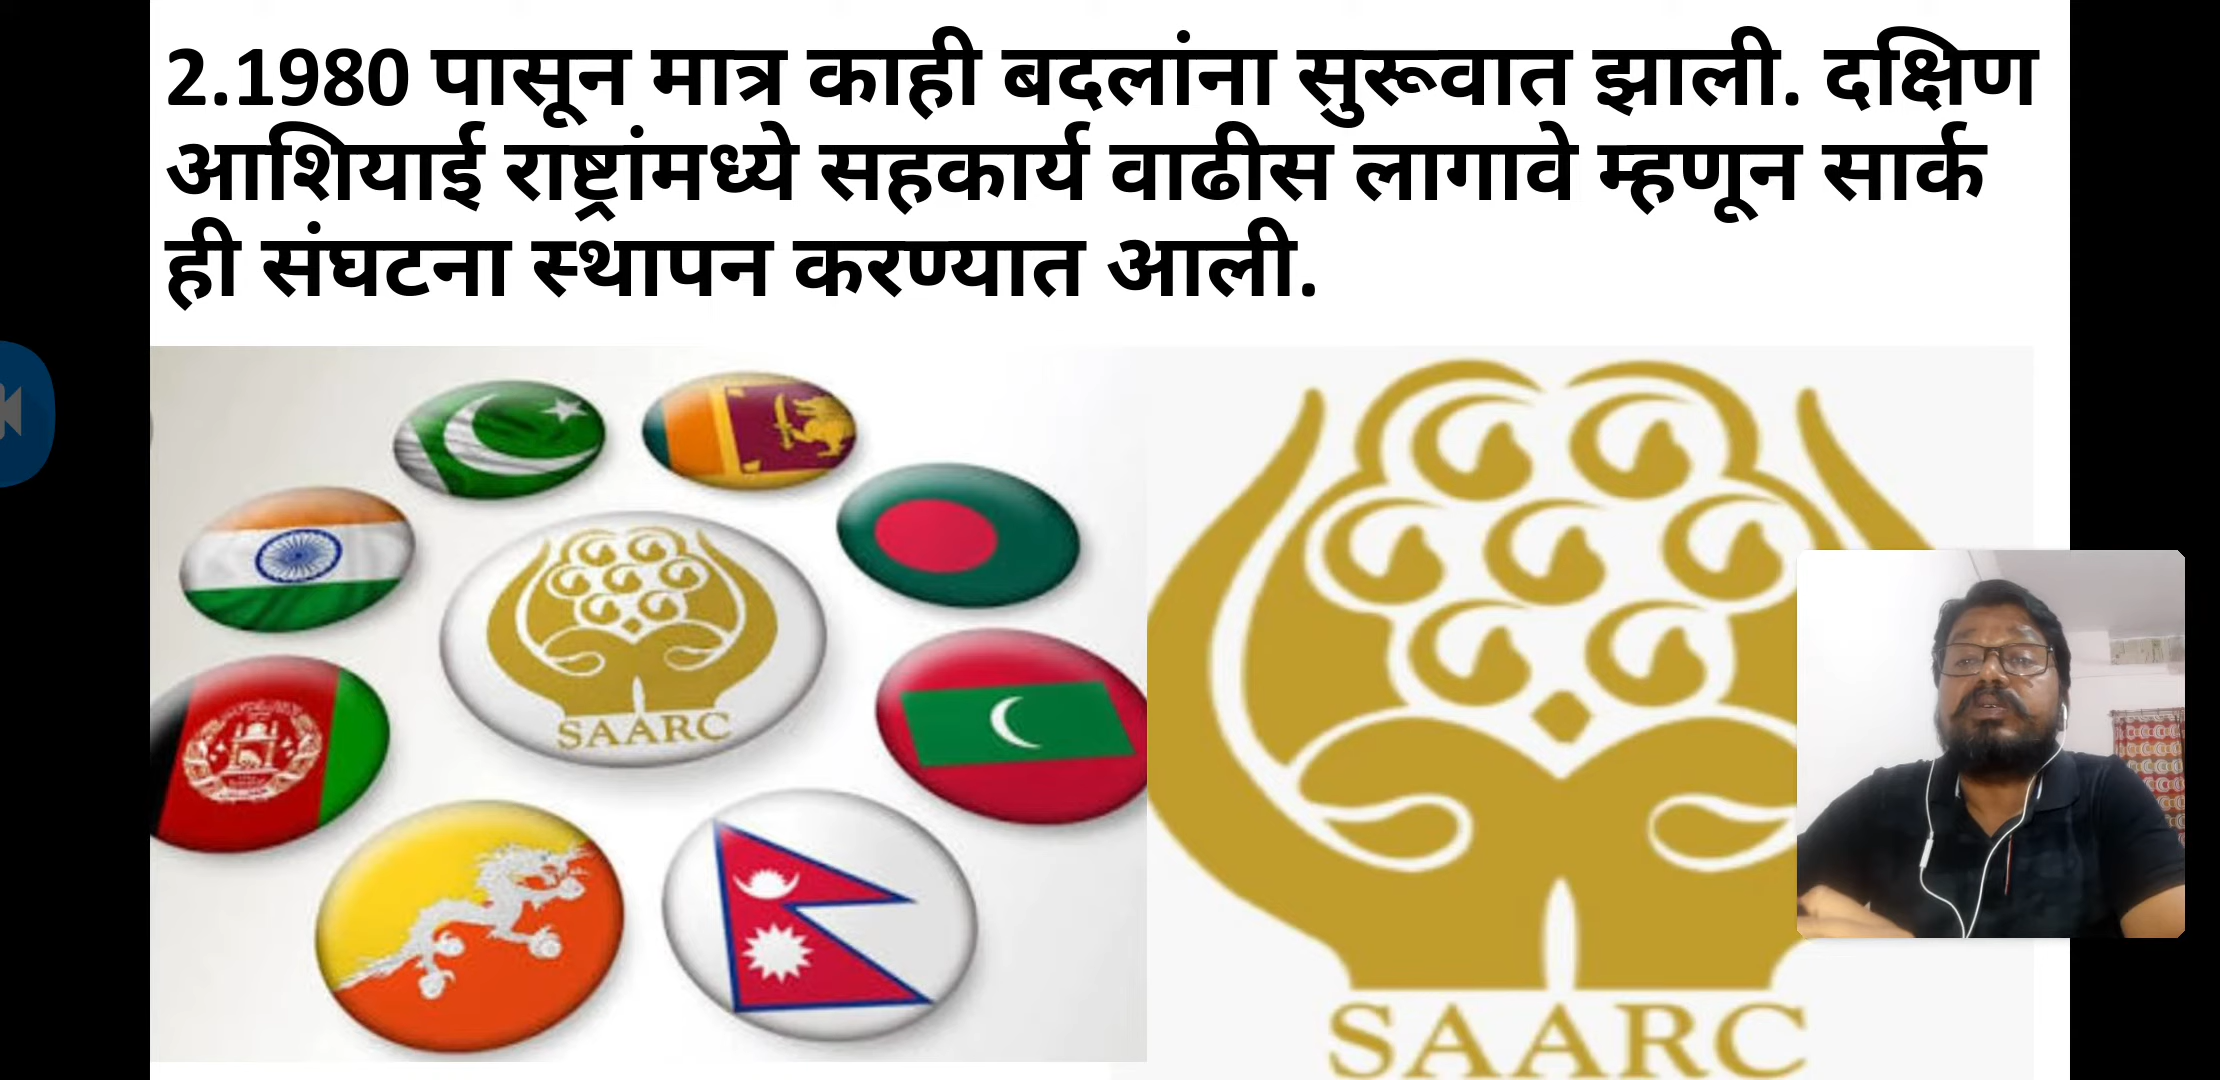 2.1980 पासून मात्र काही बदलांना सुरूवात झाली. दक्षिण
आशियाई राष्ट्रांमध्ये सहकार्य वाढीस लागावे म्हणून सार्क
ही संघटना स्थापन करण्यात आली.
SAARC
SAARC